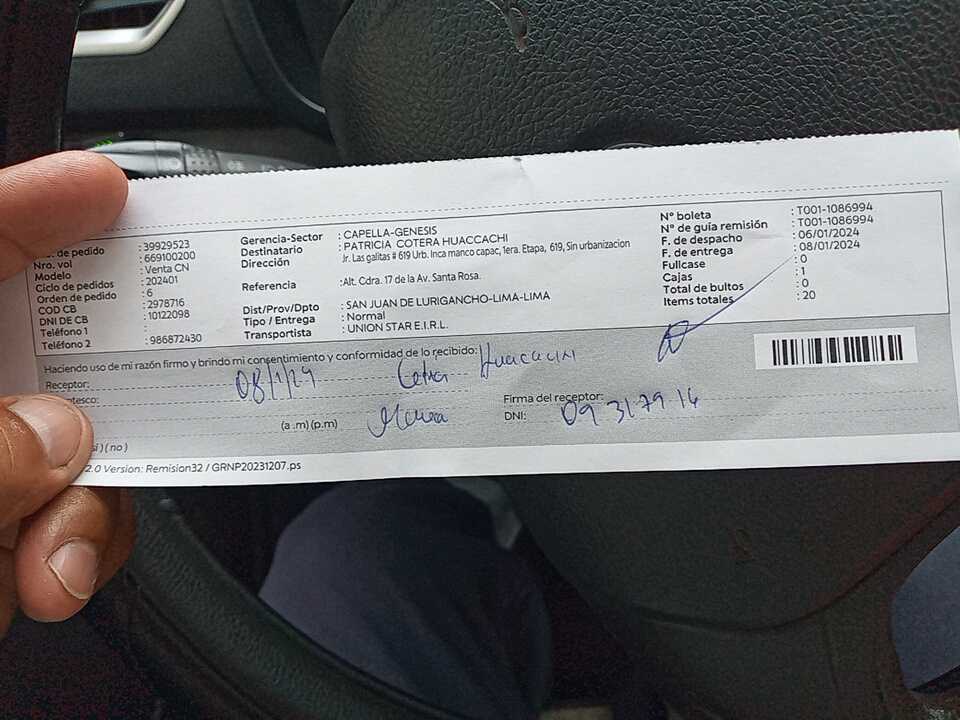 de pedido : 39929523
Nro. vol : 669100200
Modelo : Venta CN
Ciclo de pedidos : 202401
Orden de pedido : 6
COD CB : 2978716
DNI DE CB : 10122098
Teléfono 1 :
Teléfono 2 : 986872430
Gerencia-Sector : CAPELLA-GENESIS
Destinatario : PATRICIA COTERA HUACCACHI
Dirección Jr. Las galitas # 619 Urb. Inca manco capac, 1era. Etapa, 619, Sin urbanizacion
Referencia : Alt. Cdra. 17 de la Av. Santa Rosa.
Dist/Prov/Dpto : SAN JUAN DE LURIGANCHO-LIMA-LIMA
Tipo / Entrega : Normal
Transportista : UNION STAR E.I.R.L.
N° boleta : T001-1086994
N° de guía remisión : T001-1086994
F. de despacho : 06/01/2024
F. de entrega : 08/01/2024
Fullcase : 0
Cajas : 1
Total de bultos : 0
Items totales : 20
Haciendo uso de mi razón firmo y brindo mi consentimiento y conformidad de lo recibido:
Receptor: 08/1/24
(a .m) (p.m)
Firma del receptor:
DNI: 09317914
sí ) ( no )
2.0 Version: Remision32 / GRNP20231207.ps